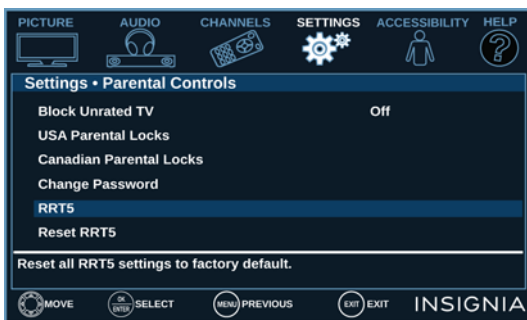 PICTURE AUDIO CHANNELS SETTINGS ACCESSIBILITY HELP
?
Settings • Parental Controls
Block Unrated TV Off
USA Parental Locks
Canadian Parental Locks
Change Password
RRT5
Reset RRT5
Reset all RRT5 settings to factory default.
MOVE OK ENTER SELECT MENU PREVIOUS EXIT EXIT INSIGNIA